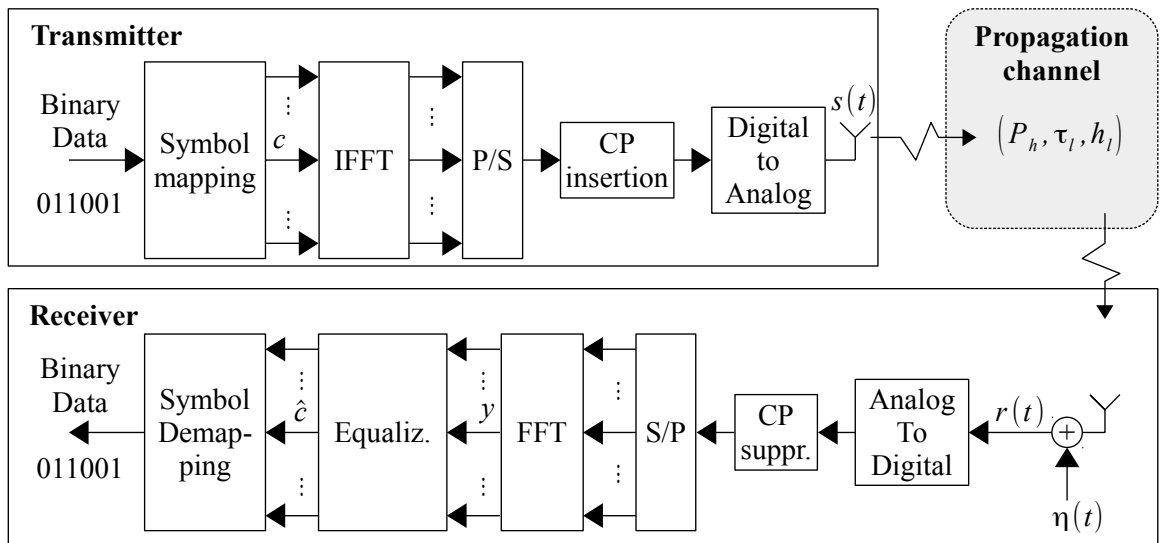 Transmitter
Binary
Data
011001
Symbol
mapping
c
⋮
⋮
IFFT
⋮
⋮
P/S
CP
insertion
Digital
to
Analog
s(t)
Propagation
channel
(P_h, τ_l, h_l)
Receiver
Binary
Data
011001
Symbol
Demap-
ping
⋮
ĉ
⋮
Equaliz.
⋮
y
⋮
FFT
⋮
⋮
S/P
CP
suppr.
Analog
To
Digital
r(t)
+
η(t)